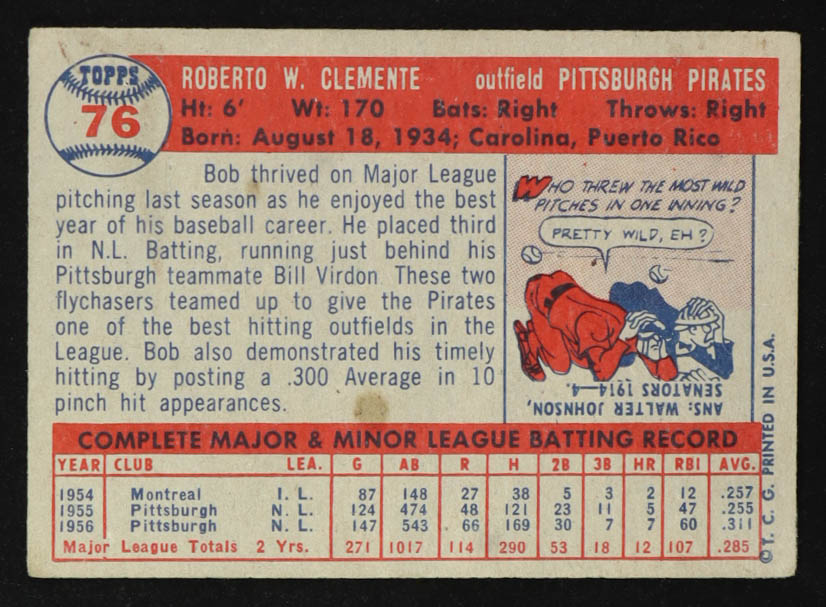 TOPPS
76
ROBERTO W. CLEMENTE outfield PITTSBURGH PIRATES
Ht: 6' Wt: 170 Bats: Right Throws: Right
Born: August 18, 1934; Carolina, Puerto Rico
Bob thrived on Major League
pitching last season as he enjoyed the best
year of his baseball career. He placed third
in N.L. Batting, running just behind his
Pittsburgh teammate Bill Virdon. These two
flychasers teamed up to give the Pirates
one of the best hitting outfields in the
League. Bob also demonstrated his timely
hitting by posting a .300 Average in 10
pinch hit appearances.
WHO THREW THE MOST WILD
PITCHES IN ONE INNING?
PRETTY WILD, EH?
ANS: WALTER JOHNSON,
SENATORS 1914—4.
COMPLETE MAJOR & MINOR LEAGUE BATTING RECORD
YEAR CLUB LEA. G AB R H 2B 3B HR RBI AVG.
1954 Montreal I. L. 87 148 27 38 5 3 2 12 .257
1955 Pittsburgh N. L. 124 474 48 121 23 11 5 47 .255
1956 Pittsburgh N. L. 147 543 66 169 30 7 7 60 .311
Major League Totals 2 Yrs. 271 1017 114 290 53 18 12 107 .285
©T. C. G. PRINTED IN U.S.A.